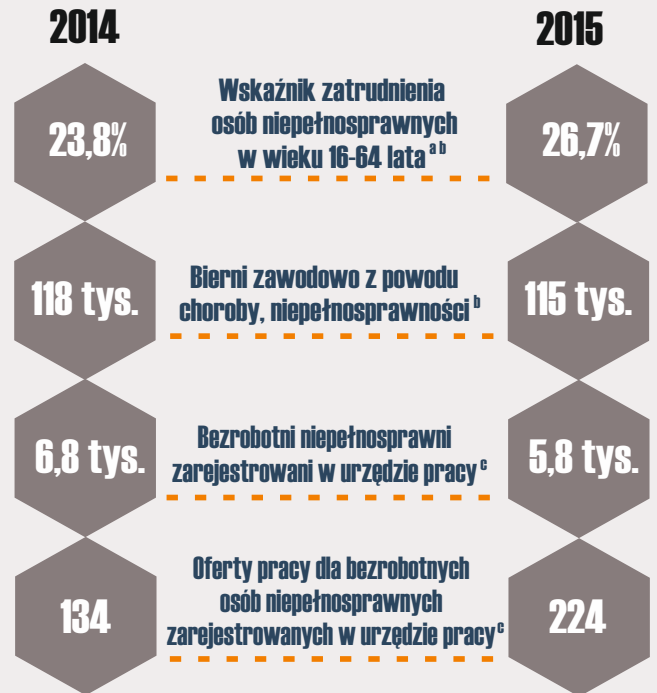 2014
2015
23,8%
Wskaźnik zatrudnienia
osób niepełnosprawnych
w wieku 16-64 lata a b
26,7%
118 tys.
Bierni zawodowo z powodu
choroby, niepełnosprawności b
115 tys.
6,8 tys.
Bezrobotni niepełnosprawni
zarejestrowani w urzędzie pracy c
5,8 tys.
134
Oferty pracy dla bezrobotnych
osób niepełnosprawnych
zarejestrowanych w urzędzie pracy c
224